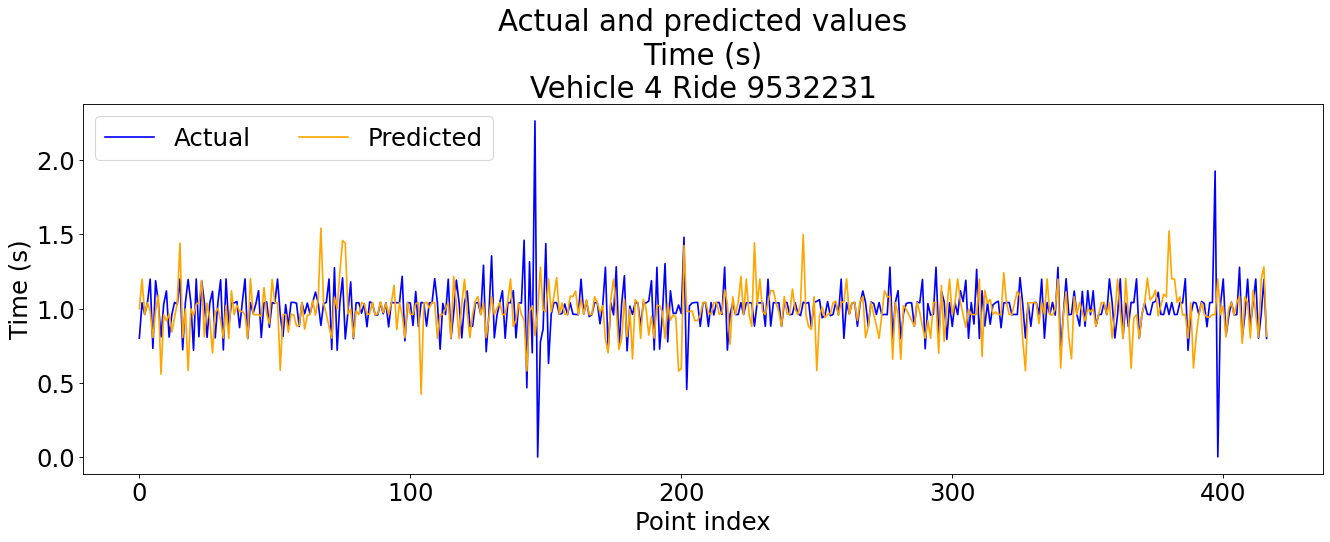 Actual and predicted values
Time (s)
Vehicle 4 Ride 9532231
Actual
Predicted
Time (s)
2.0
1.5
1.0
0.5
0.0
0
100
200
300
400
Point index